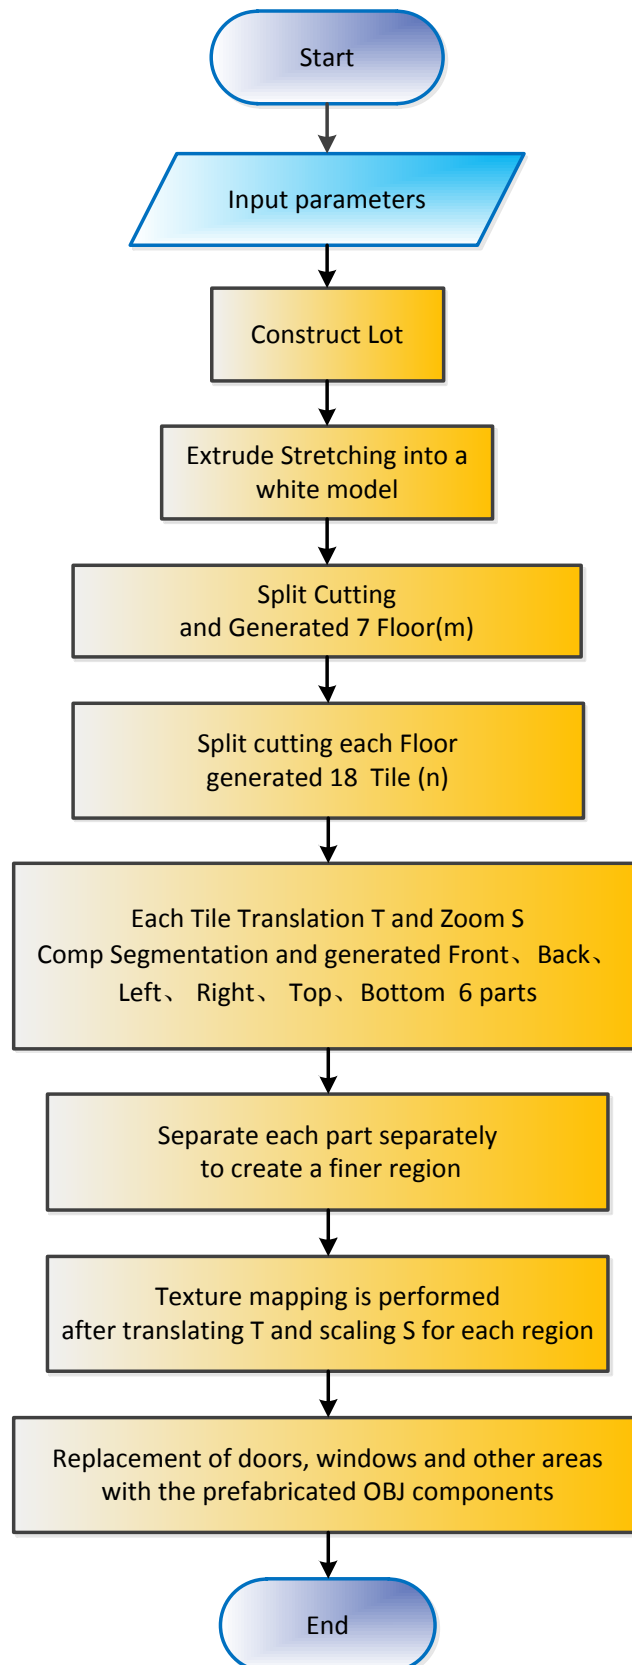 Start
Input parameters
Construct Lot
Extrude Stretching into a
white model
Split Cutting
and Generated 7 Floor(m)
Split cutting each Floor
generated 18  Tile (n)
Each Tile Translation T and Zoom S
Comp Segmentation and generated Front、Back、
Left、 Right、 Top、Bottom  6 parts
Separate each part separately
to create a finer region
Texture mapping is performed
after translating T and scaling S for each region
Replacement of doors, windows and other areas
with the prefabricated OBJ components
End